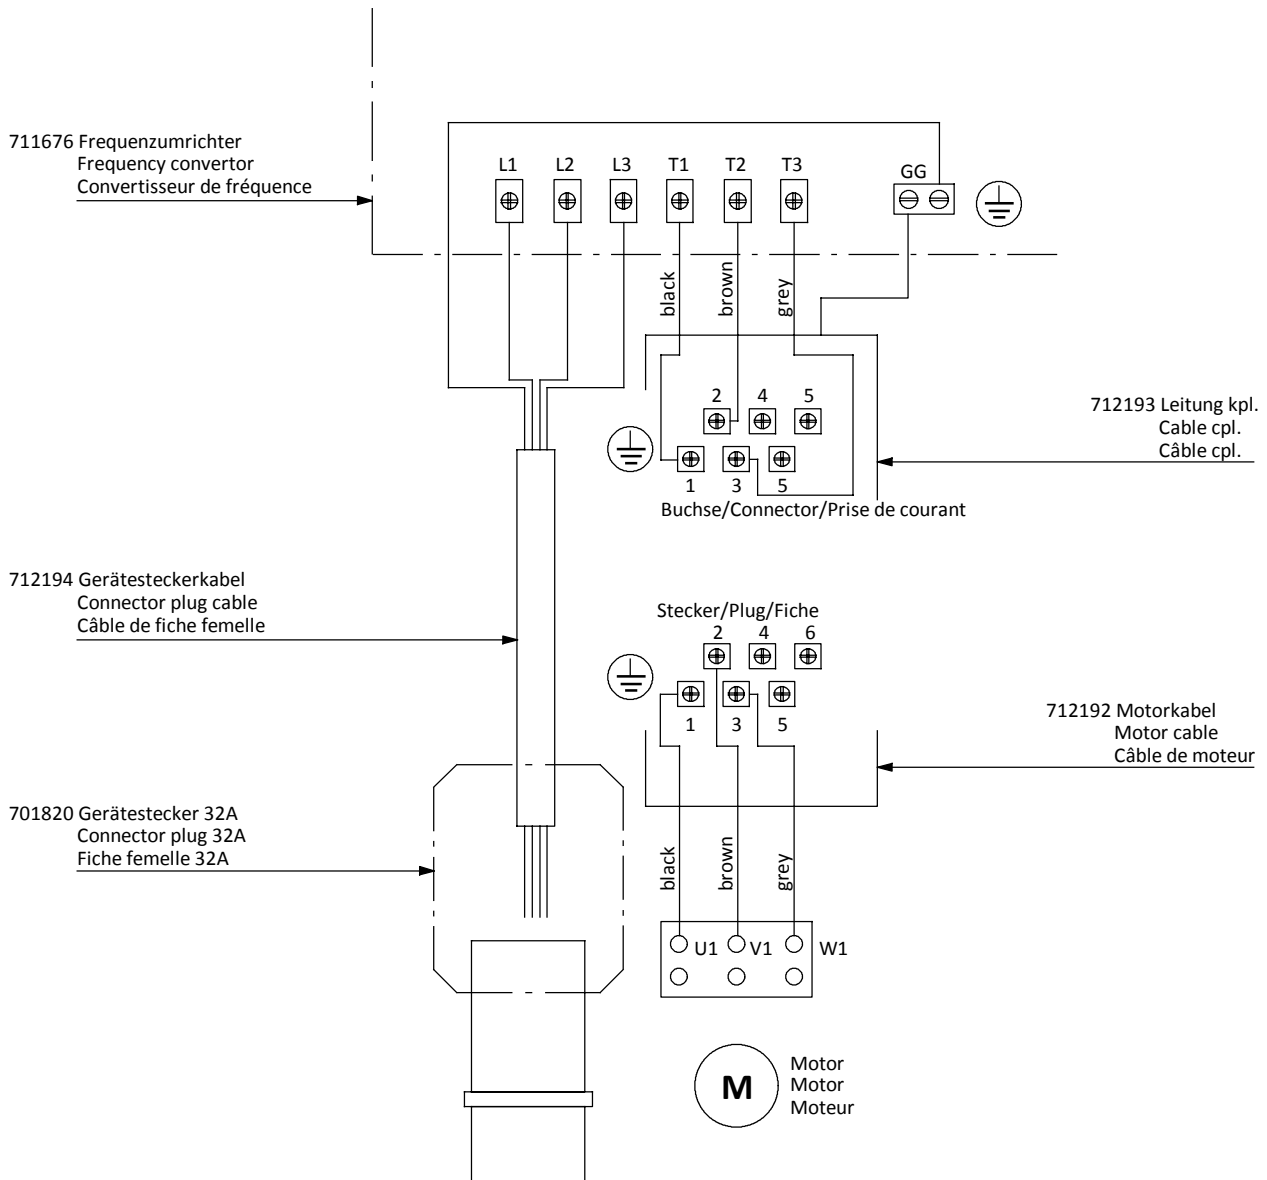 711676 Frequenzumrichter
Frequency convertor
Convertisseur de fréquence
L1 L2 L3 T1 T2 T3
GG
black
brown
grey
2 4 5
1 3 5
Buchse/Connector/Prise de courant
712193 Leitung kpl.
Cable cpl.
Câble cpl.
712194 Gerätesteckerkabel
Connector plug cable
Câble de fiche femelle
Stecker/Plug/Fiche
2 4 6
1 3 5
712192 Motorkabel
Motor cable
Câble de moteur
701820 Gerätestecker 32A
Connector plug 32A
Fiche femelle 32A
black
brown
grey
U1 V1 W1
M
Motor
Motor
Moteur